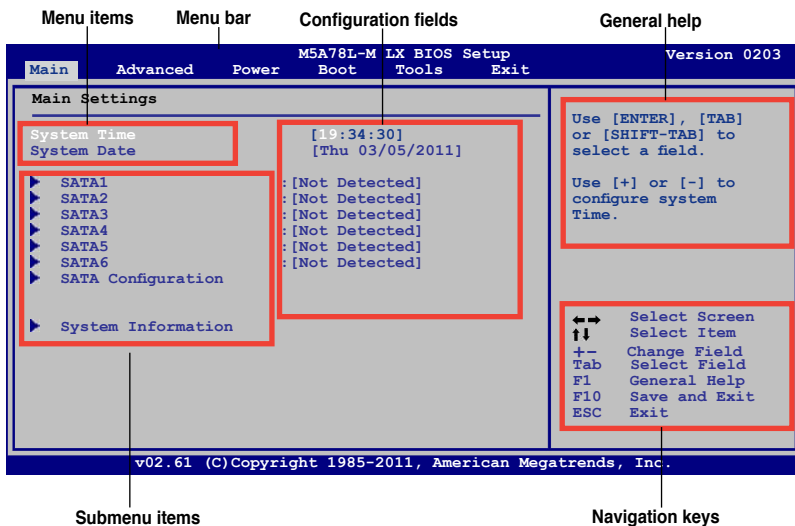 Menu items
Menu bar
Configuration fields
General help
M5A78L-M LX BIOS Setup
Version 0203
Main Advanced Power Boot Tools Exit
Main Settings
System Time [19:34:30]
System Date [Thu 03/05/2011]
SATA1 :[Not Detected]
SATA2 :[Not Detected]
SATA3 :[Not Detected]
SATA4 :[Not Detected]
SATA5 :[Not Detected]
SATA6 :[Not Detected]
SATA Configuration
System Information
Use [ENTER], [TAB]
or [SHIFT-TAB] to
select a field.
Use [+] or [-] to
configure system
Time.
←→ Select Screen
↑↓ Select Item
+- Change Field
Tab Select Field
F1 General Help
F10 Save and Exit
ESC Exit
v02.61 (C)Copyright 1985-2011, American Megatrends, Inc.
Submenu items
Navigation keys